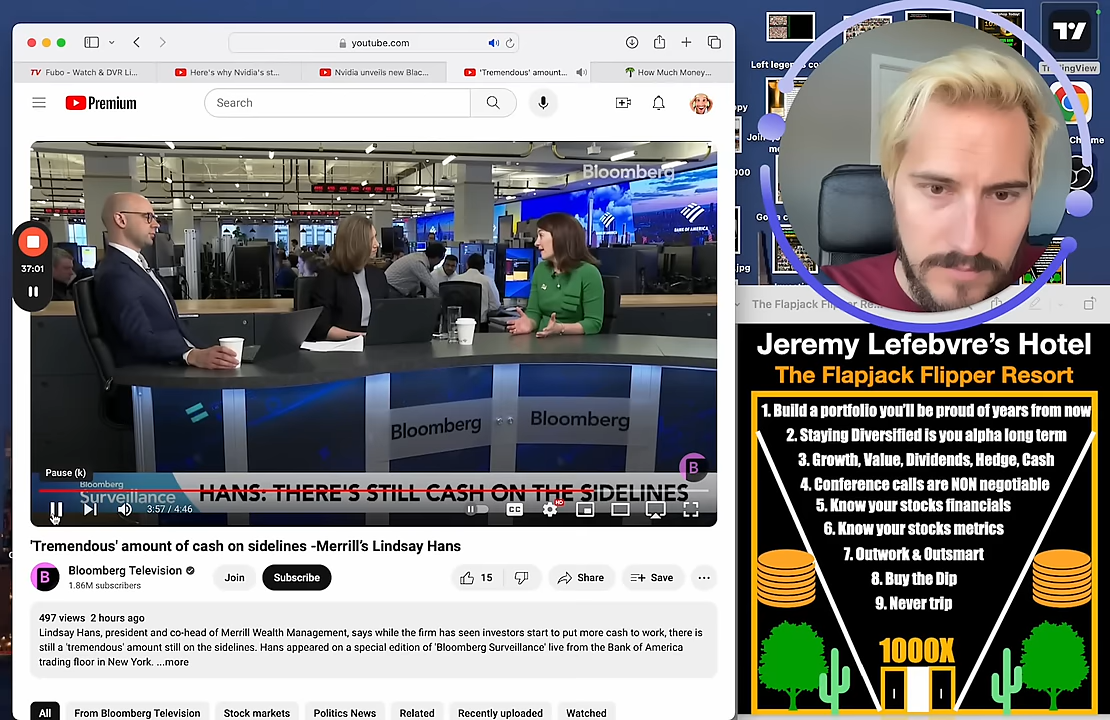 youtube.com
TV Fubo - Watch & DVR Li...
Here's why Nvidia's st...
Nvidia unveils new Blac...
'Tremendous' amount...
How Much Money...
Premium
Search
Bloomberg
BANK OF AMERICA
37:01
Bloomberg
Bloomberg
Pause (k)
Bloomberg
Surveillance
HANS: THERE'S STILL CASH ON THE SIDELINES
B
3:57 / 4:46
CC
HD
'Tremendous' amount of cash on sidelines -Merrill's Lindsay Hans
B
Bloomberg Television
1.86M subscribers
Join
Subscribe
15
Share
Save
497 views 2 hours ago
Lindsay Hans, president and co-head of Merrill Wealth Management, says while the firm has seen investors start to put more cash to work, there is
still a 'tremendous' amount still on the sidelines. Hans appeared on a special edition of 'Bloomberg Surveillance' live from the Bank of America
trading floor in New York. ...more
All
From Bloomberg Television
Stock markets
Politics News
Related
Recently uploaded
Watched
Left legends co
TradingView
The Flapjack Flipper Re...
Jeremy Lefebvre's Hotel
The Flapjack Flipper Resort
1. Build a portfolio you'll be proud of years from now
2. Staying Diversified is you alpha long term
3. Growth, Value, Dividends, Hedge, Cash
4. Conference calls are NON negotiable
5. Know your stocks financials
6. Know your stocks metrics
7. Outwork & Outsmart
8. Buy the Dip
9. Never trip
1000X